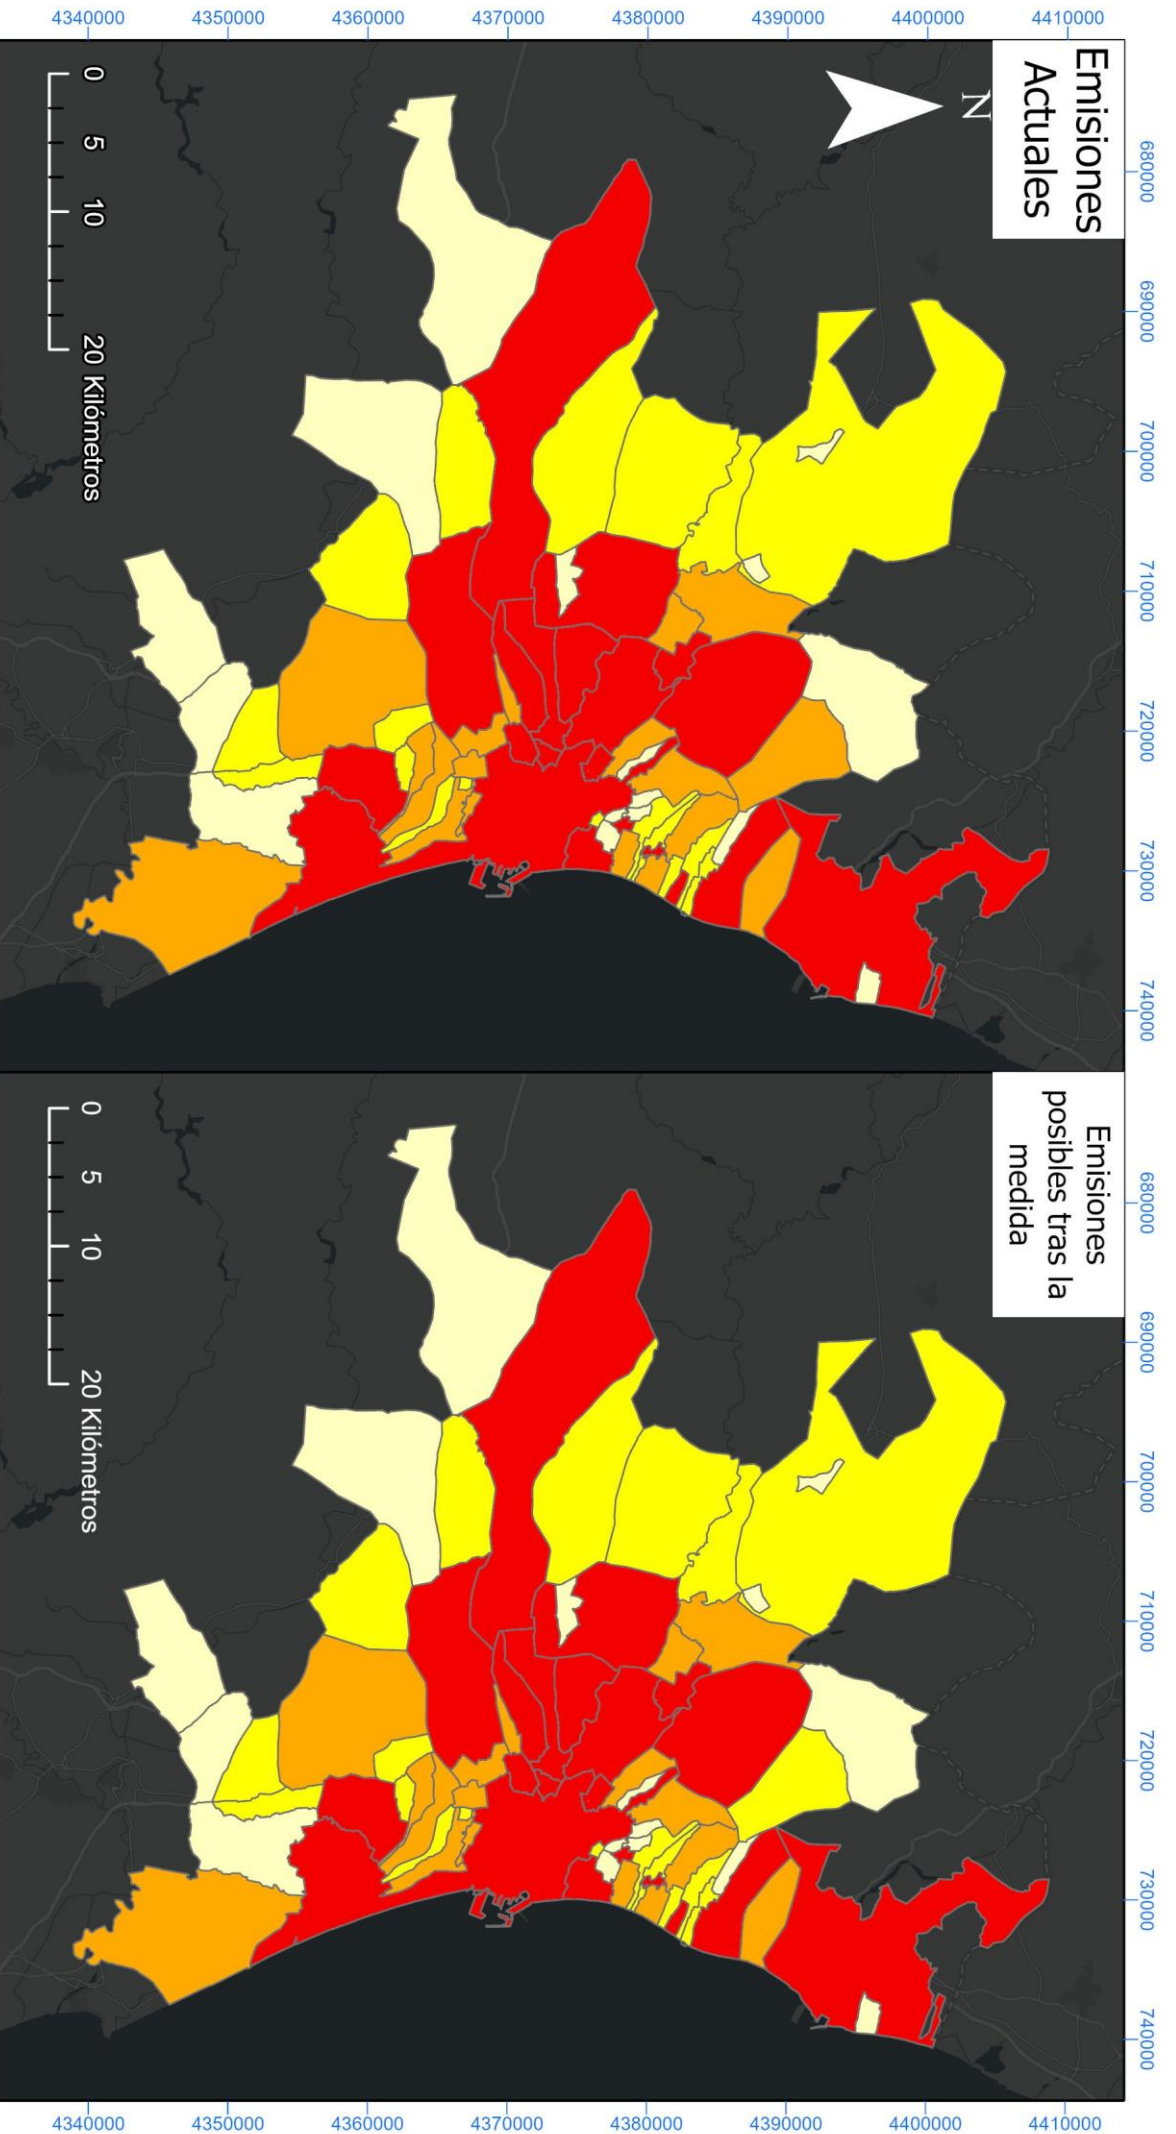 680000 690000 700000 710000 720000 730000 740000 680000 690000 700000 710000 720000 730000 740000
Emisiones
Actuales
N
Emisiones
posibles tras la
medida
4410000
4400000
4390000
4380000
4370000
4360000
4350000
4340000
0 5 10 20 Kilómetros
0 5 10 20 Kilómetros
4410000
4400000
4390000
4380000
4370000
4360000
4350000
4340000